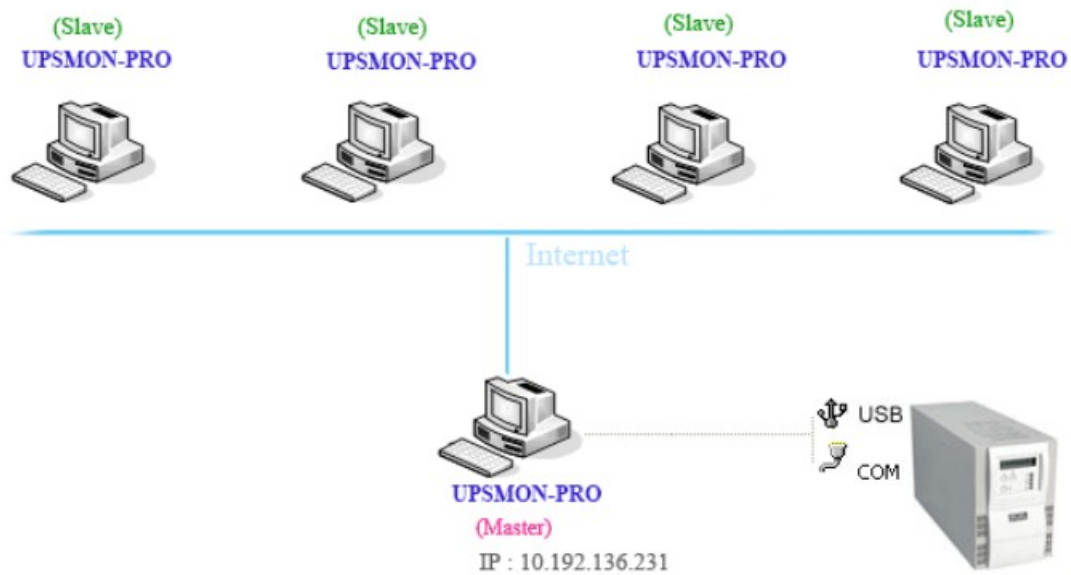 (Slave)
UPSMON-PRO
(Slave)
UPSMON-PRO
(Slave)
UPSMON-PRO
(Slave)
UPSMON-PRO
Internet
USB
COM
UPSMON-PRO
(Master)
IP : 10.192.136.231